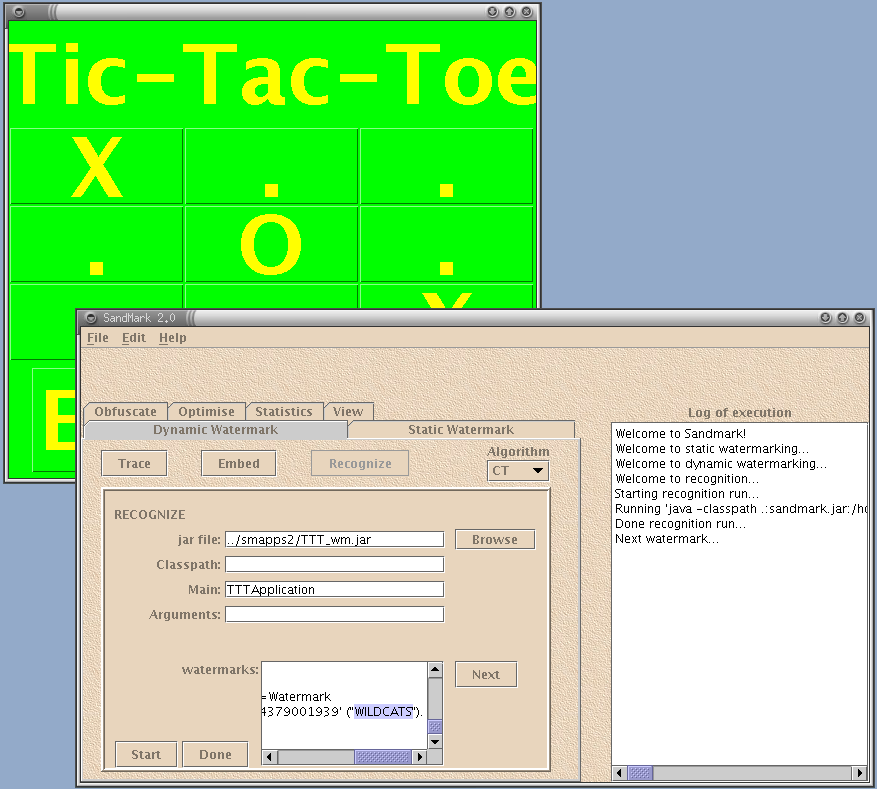 Tic-Tac-Toe
X . .
. O .
SandMark 2.0
File Edit Help
Obfuscate Optimise Statistics View
Dynamic Watermark Static Watermark
Trace Embed Recognize
Algorithm
CT
RECOGNIZE
jar file: ../smapps2/TTT_wm.jar Browse
Classpath:
Main: TTTApplication
Arguments:
watermarks:
=Watermark
4379001939' ("WILDCATS").
Next
Start Done
Log of execution
Welcome to Sandmark!
Welcome to static watermarking...
Welcome to dynamic watermarking...
Welcome to recognition...
Starting recognition run...
Running 'java -classpath .:sandmark.jar:/ho
Done recognition run...
Next watermark...